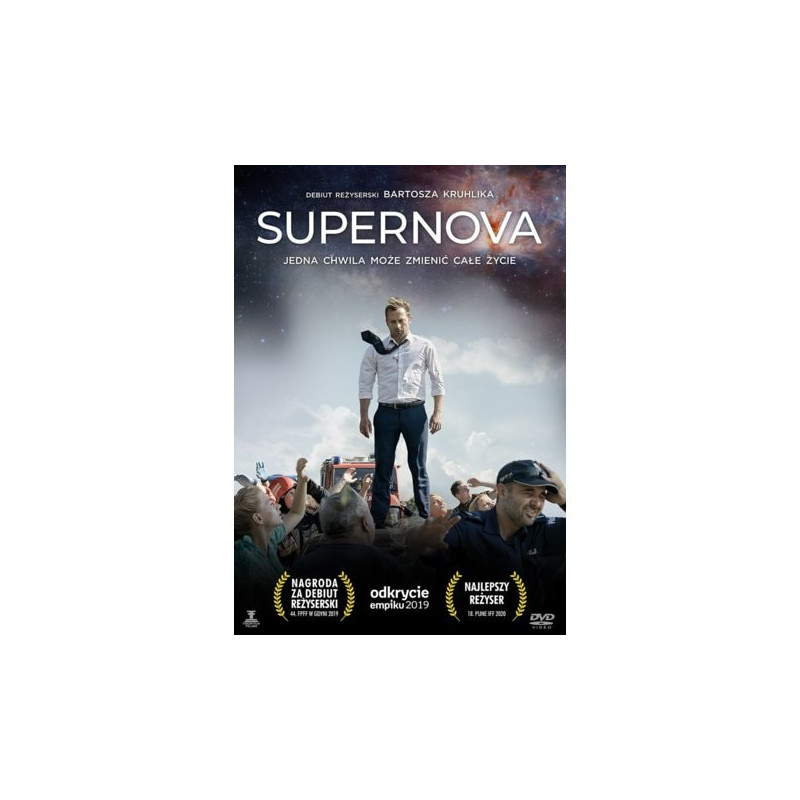 DEBIUT REŻYSERSKI BARTOSZA KRUHLIKA
SUPERNOVA
JEDNA CHWILA MOŻE ZMIENIĆ CAŁE ŻYCIE
NAGRODA
ZA DEBIUT
REŻYSERSKI
44. FPFF W GDYNI 2019
odkrycie
empiku 2019
NAJLEPSZY
REŻYSER
18. PUNE IFF 2020
DVD
VIDEO